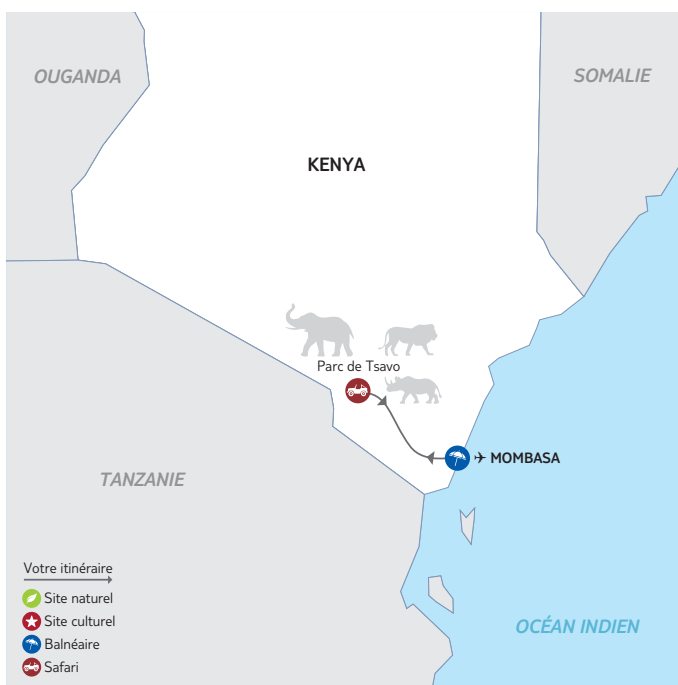 OUGANDA
SOMALIE
KENYA
Parc de Tsavo
MOMBASA
TANZANIE
OCÉAN INDIEN
Votre itinéraire
Site naturel
Site culturel
Balnéaire
Safari